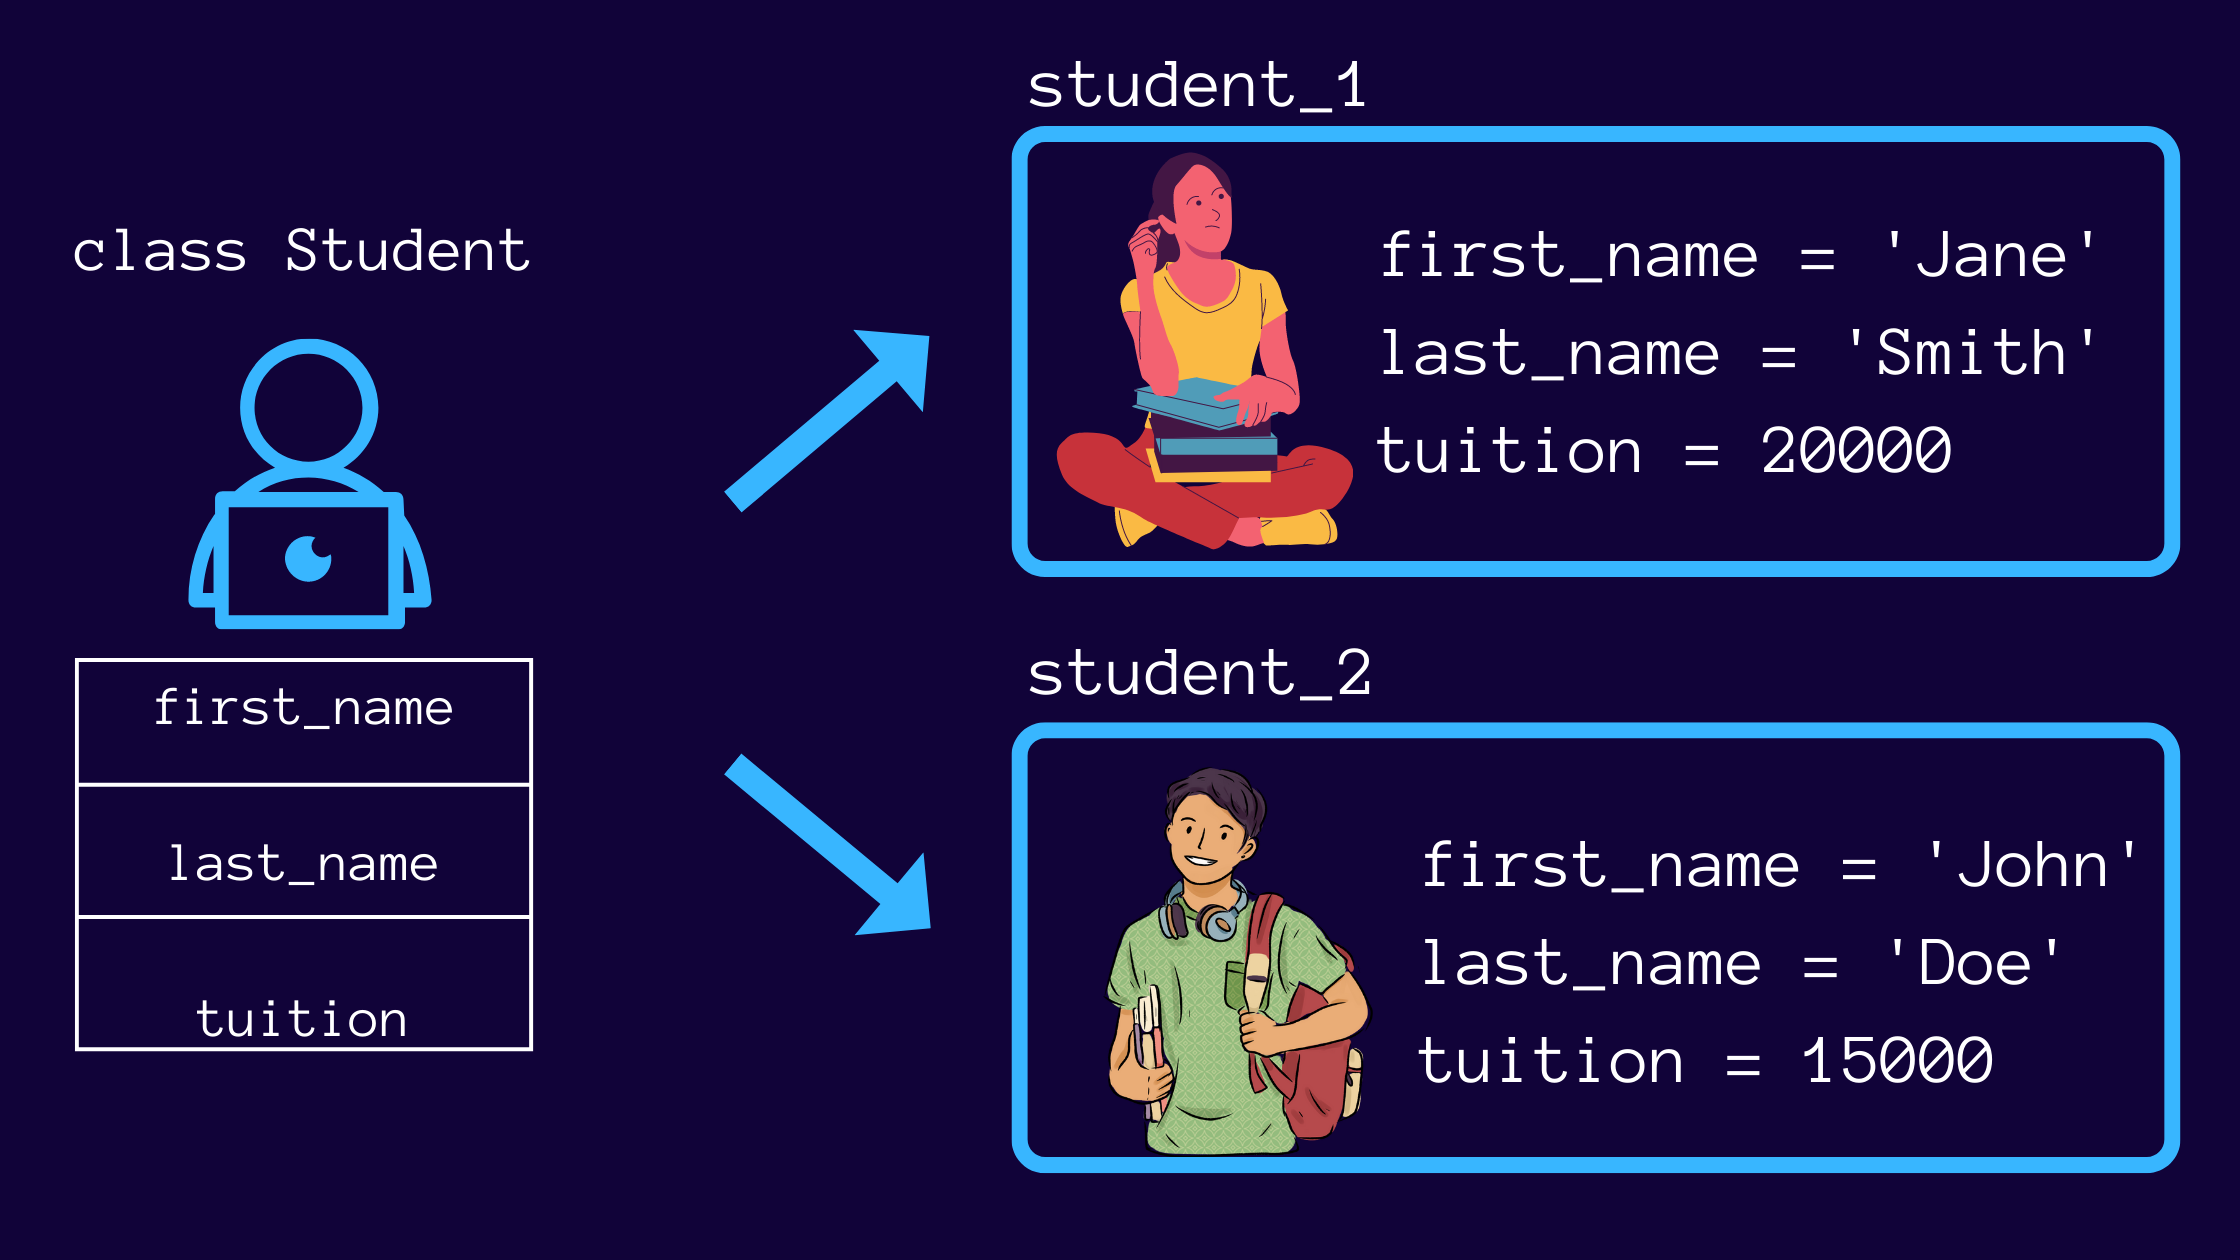 class Student
first_name
last_name
tuition
student_1
first_name = 'Jane'
last_name = 'Smith'
tuition = 20000
student_2
first_name = 'John'
last_name = 'Doe'
tuition = 15000